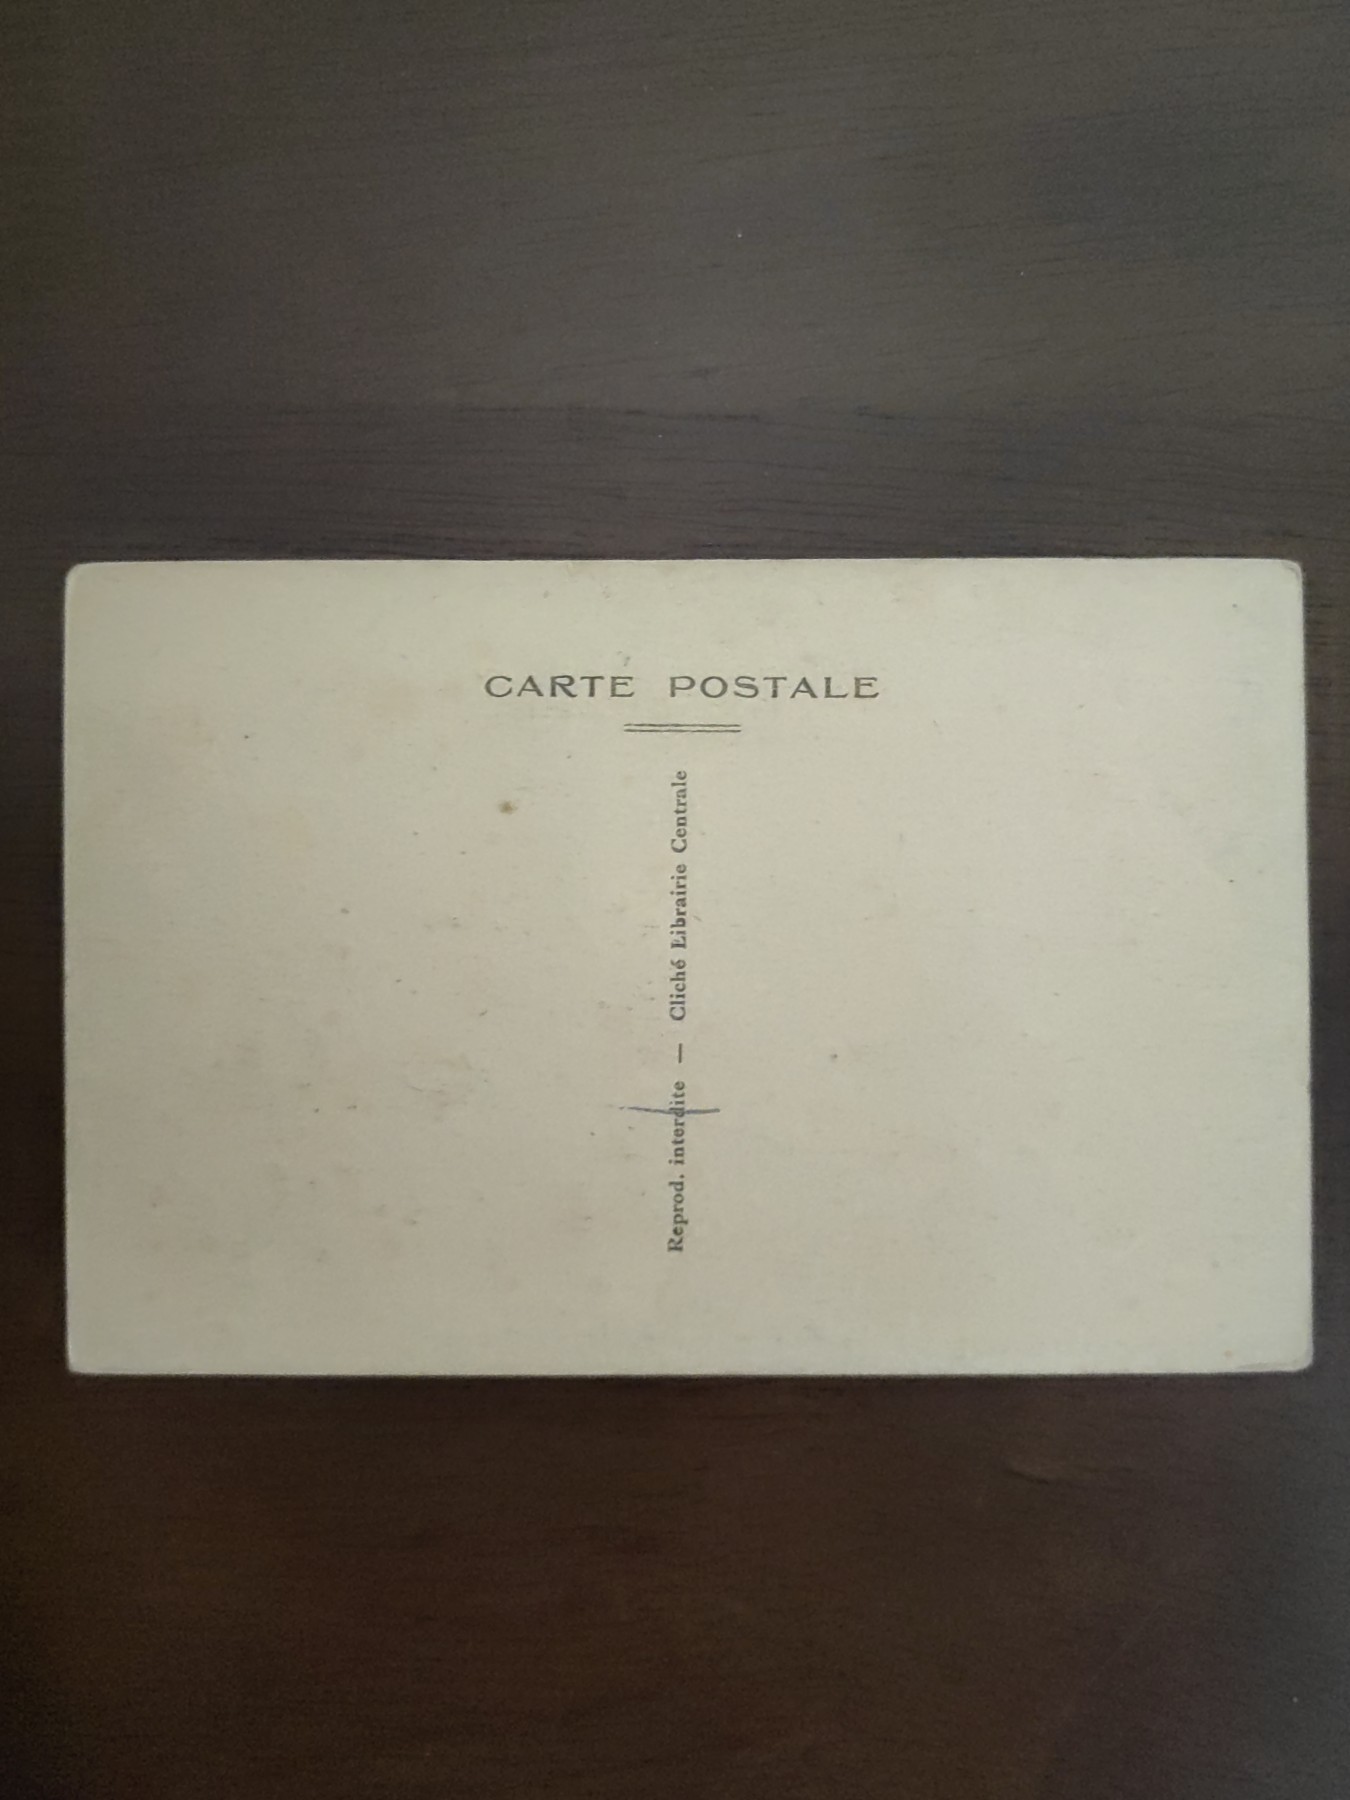 CARTE POSTALE
Reprod. interdite — Cliché Librairie Centrale